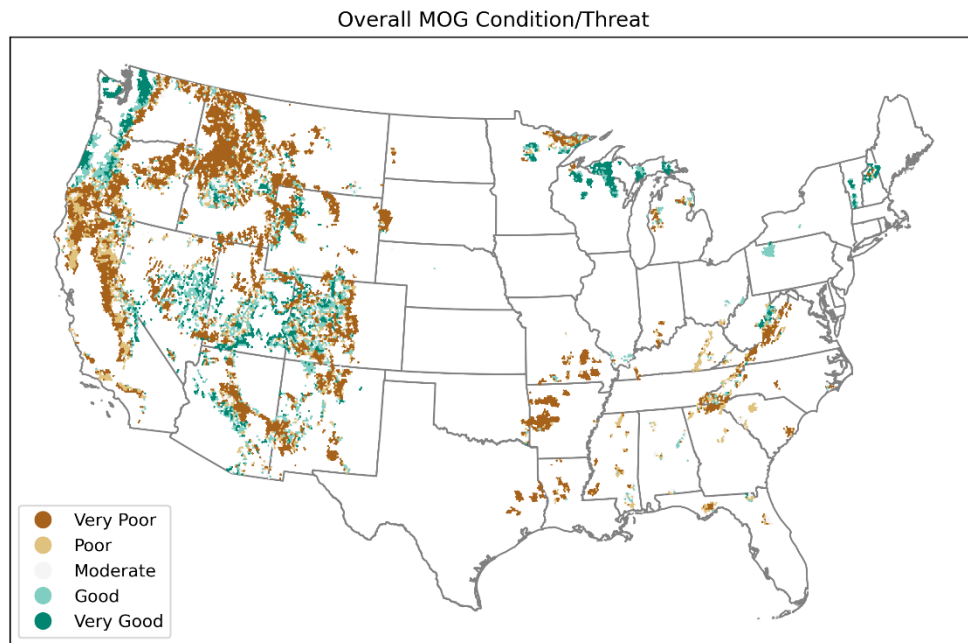 Overall MOG Condition/Threat
Very Poor
Poor
Moderate
Good
Very Good